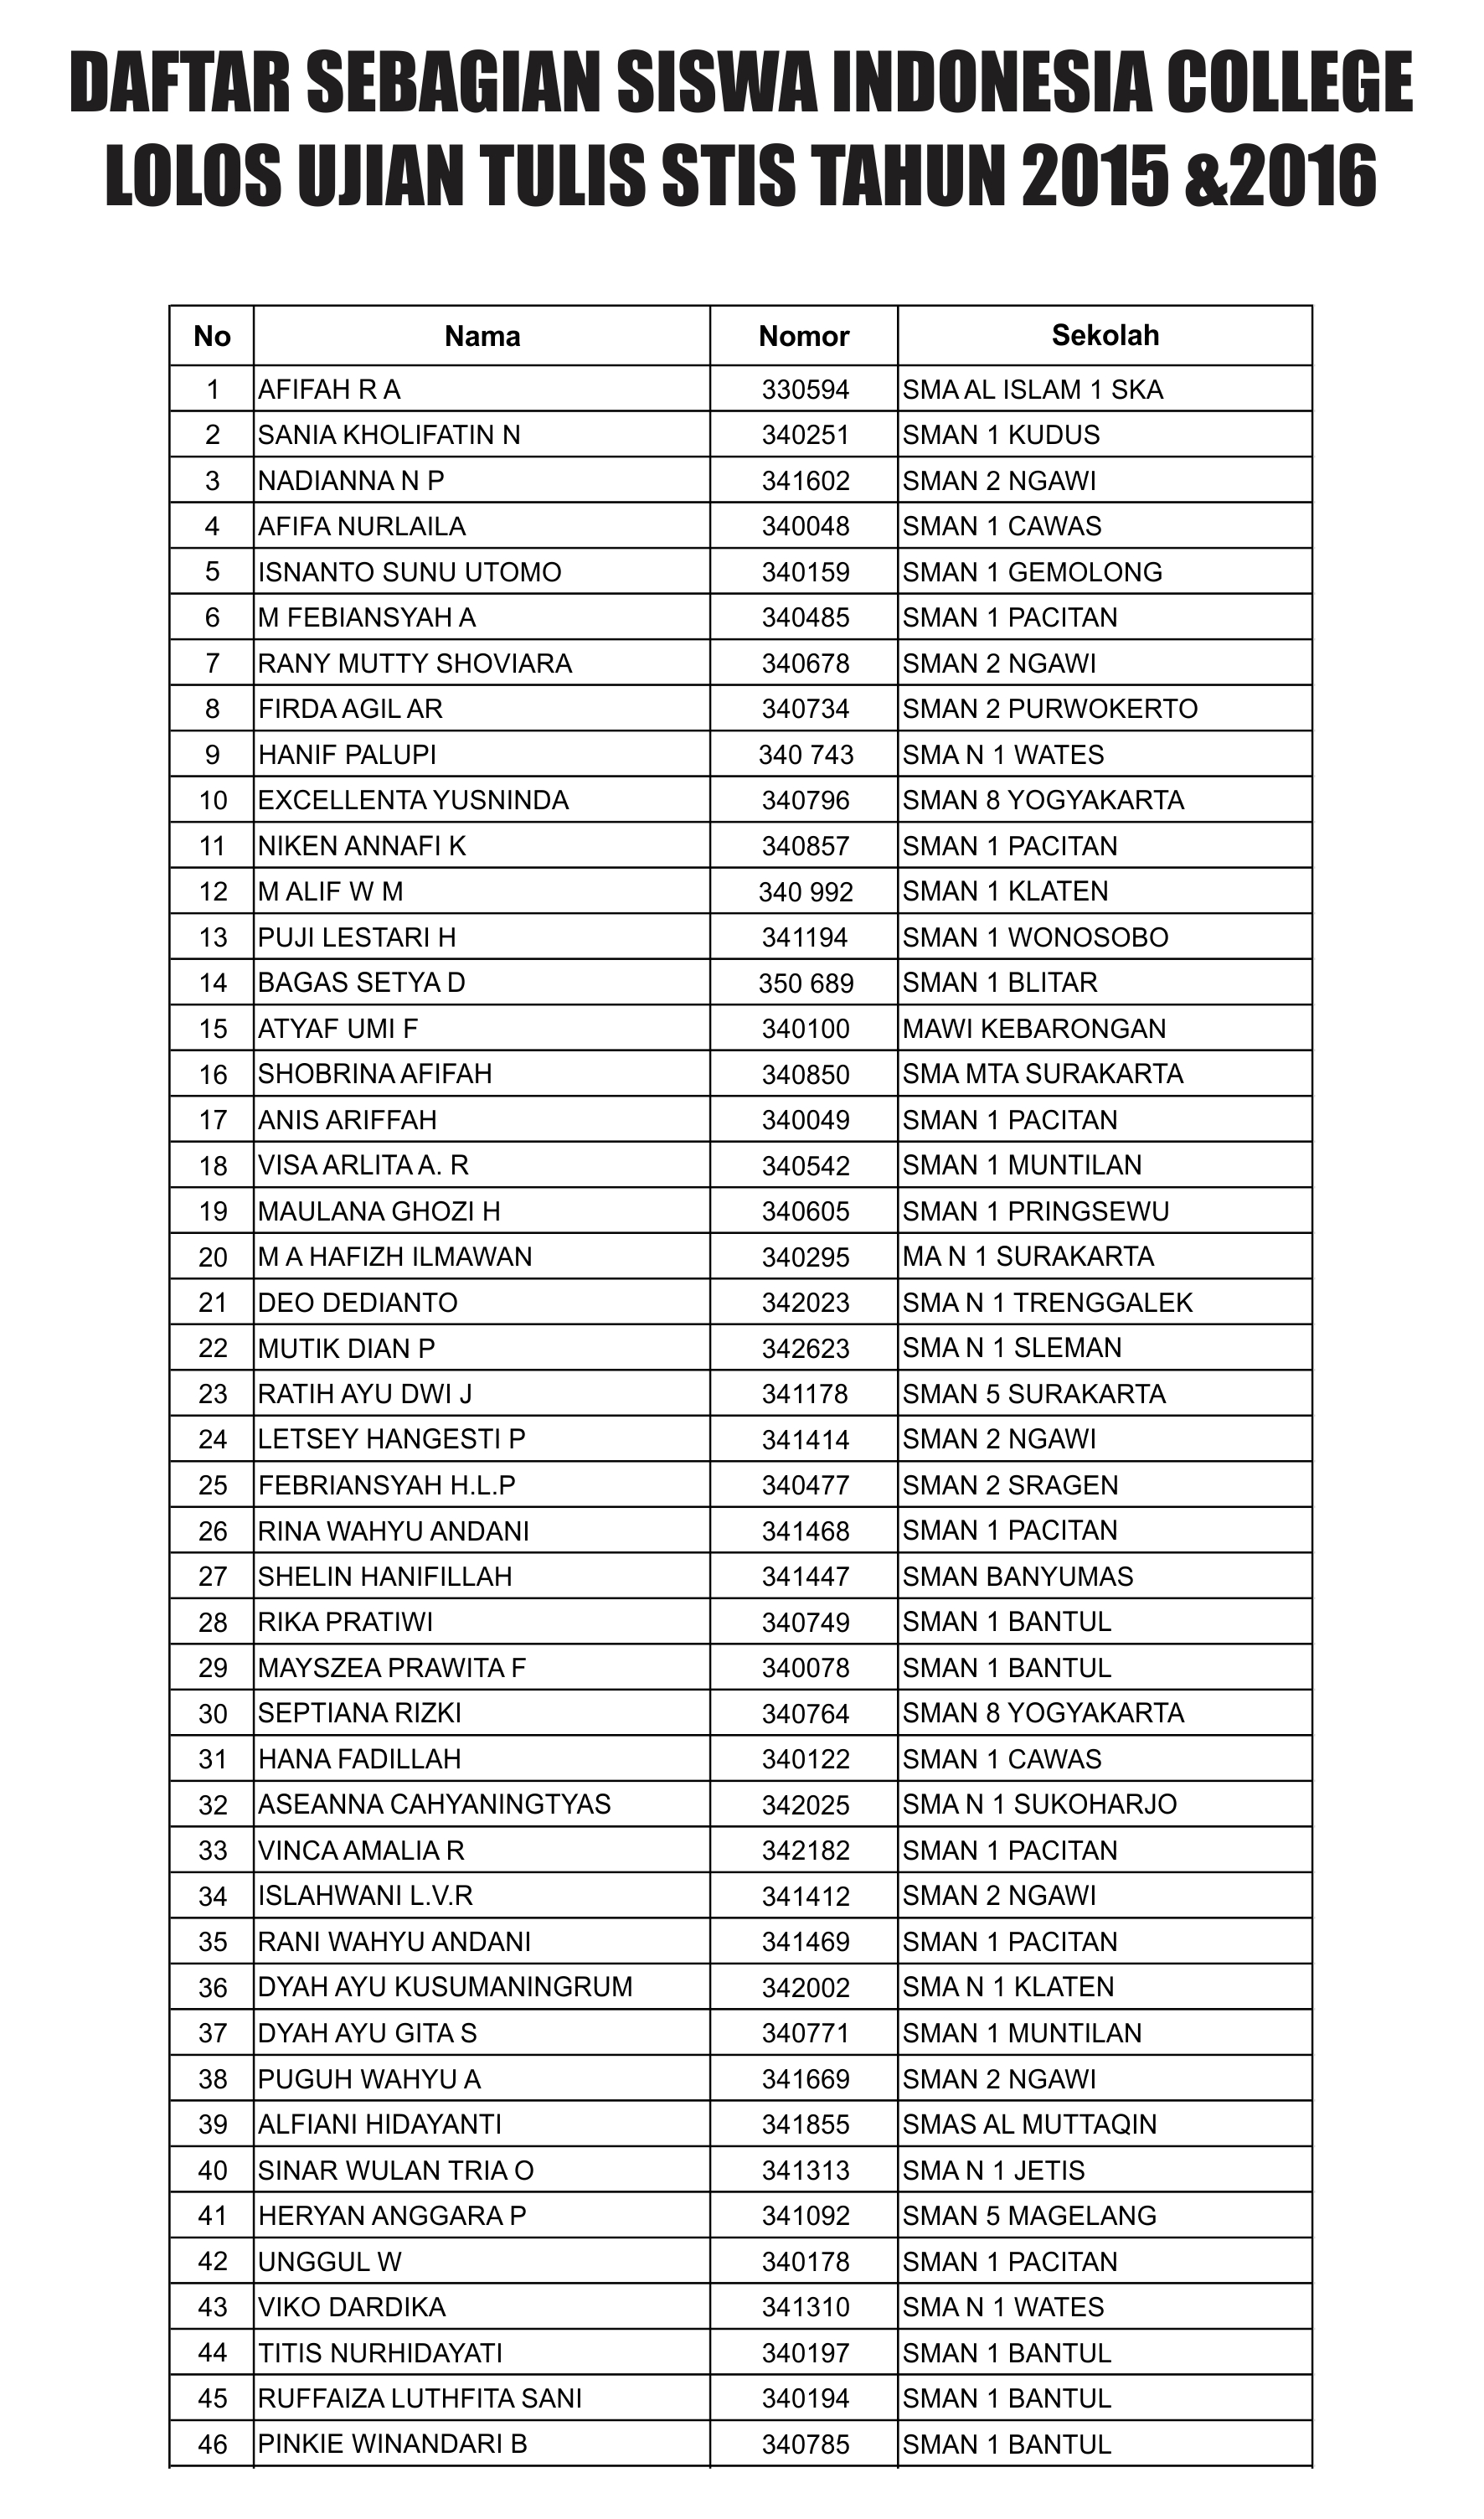 DAFTAR SEBAGIAN SISWA INDONESIA COLLEGE
LOLOS UJIAN TULIS STIS TAHUN 2015 &2016
No Nama Nomor Sekolah
1 AFIFAH R A 330594 SMA AL ISLAM 1 SKA
2 SANIA KHOLIFATIN N 340251 SMAN 1 KUDUS
3 NADIANNA N P 341602 SMAN 2 NGAWI
4 AFIFA NURLAILA 340048 SMAN 1 CAWAS
5 ISNANTO SUNU UTOMO 340159 SMAN 1 GEMOLONG
6 M FEBIANSYAH A 340485 SMAN 1 PACITAN
7 RANY MUTTY SHOVIARA 340678 SMAN 2 NGAWI
8 FIRDA AGIL AR 340734 SMAN 2 PURWOKERTO
9 HANIF PALUPI 340 743 SMA N 1 WATES
10 EXCELLENTA YUSNINDA 340796 SMAN 8 YOGYAKARTA
11 NIKEN ANNAFI K 340857 SMAN 1 PACITAN
12 M ALIF W M 340 992 SMAN 1 KLATEN
13 PUJI LESTARI H 341194 SMAN 1 WONOSOBO
14 BAGAS SETYA D 350 689 SMAN 1 BLITAR
15 ATYAF UMI F 340100 MAWI KEBARONGAN
16 SHOBRINA AFIFAH 340850 SMA MTA SURAKARTA
17 ANIS ARIFFAH 340049 SMAN 1 PACITAN
18 VISA ARLITA A. R 340542 SMAN 1 MUNTILAN
19 MAULANA GHOZI H 340605 SMAN 1 PRINGSEWU
20 M A HAFIZH ILMAWAN 340295 MA N 1 SURAKARTA
21 DEO DEDIANTO 342023 SMA N 1 TRENGGALEK
22 MUTIK DIAN P 342623 SMA N 1 SLEMAN
23 RATIH AYU DWI J 341178 SMAN 5 SURAKARTA
24 LETSEY HANGESTI P 341414 SMAN 2 NGAWI
25 FEBRIANSYAH H.L.P 340477 SMAN 2 SRAGEN
26 RINA WAHYU ANDANI 341468 SMAN 1 PACITAN
27 SHELIN HANIFILLAH 341447 SMAN BANYUMAS
28 RIKA PRATIWI 340749 SMAN 1 BANTUL
29 MAYSZEA PRAWITA F 340078 SMAN 1 BANTUL
30 SEPTIANA RIZKI 340764 SMAN 8 YOGYAKARTA
31 HANA FADILLAH 340122 SMAN 1 CAWAS
32 ASEANNA CAHYANINGTYAS 342025 SMA N 1 SUKOHARJO
33 VINCA AMALIA R 342182 SMAN 1 PACITAN
34 ISLAHWANI L.V.R 341412 SMAN 2 NGAWI
35 RANI WAHYU ANDANI 341469 SMAN 1 PACITAN
36 DYAH AYU KUSUMANINGRUM 342002 SMA N 1 KLATEN
37 DYAH AYU GITA S 340771 SMAN 1 MUNTILAN
38 PUGUH WAHYU A 341669 SMAN 2 NGAWI
39 ALFIANI HIDAYANTI 341855 SMAS AL MUTTAQIN
40 SINAR WULAN TRIA O 341313 SMA N 1 JETIS
41 HERYAN ANGGARA P 341092 SMAN 5 MAGELANG
42 UNGGUL W 340178 SMAN 1 PACITAN
43 VIKO DARDIKA 341310 SMA N 1 WATES
44 TITIS NURHIDAYATI 340197 SMAN 1 BANTUL
45 RUFFAIZA LUTHFITA SANI 340194 SMAN 1 BANTUL
46 PINKIE WINANDARI B 340785 SMAN 1 BANTUL